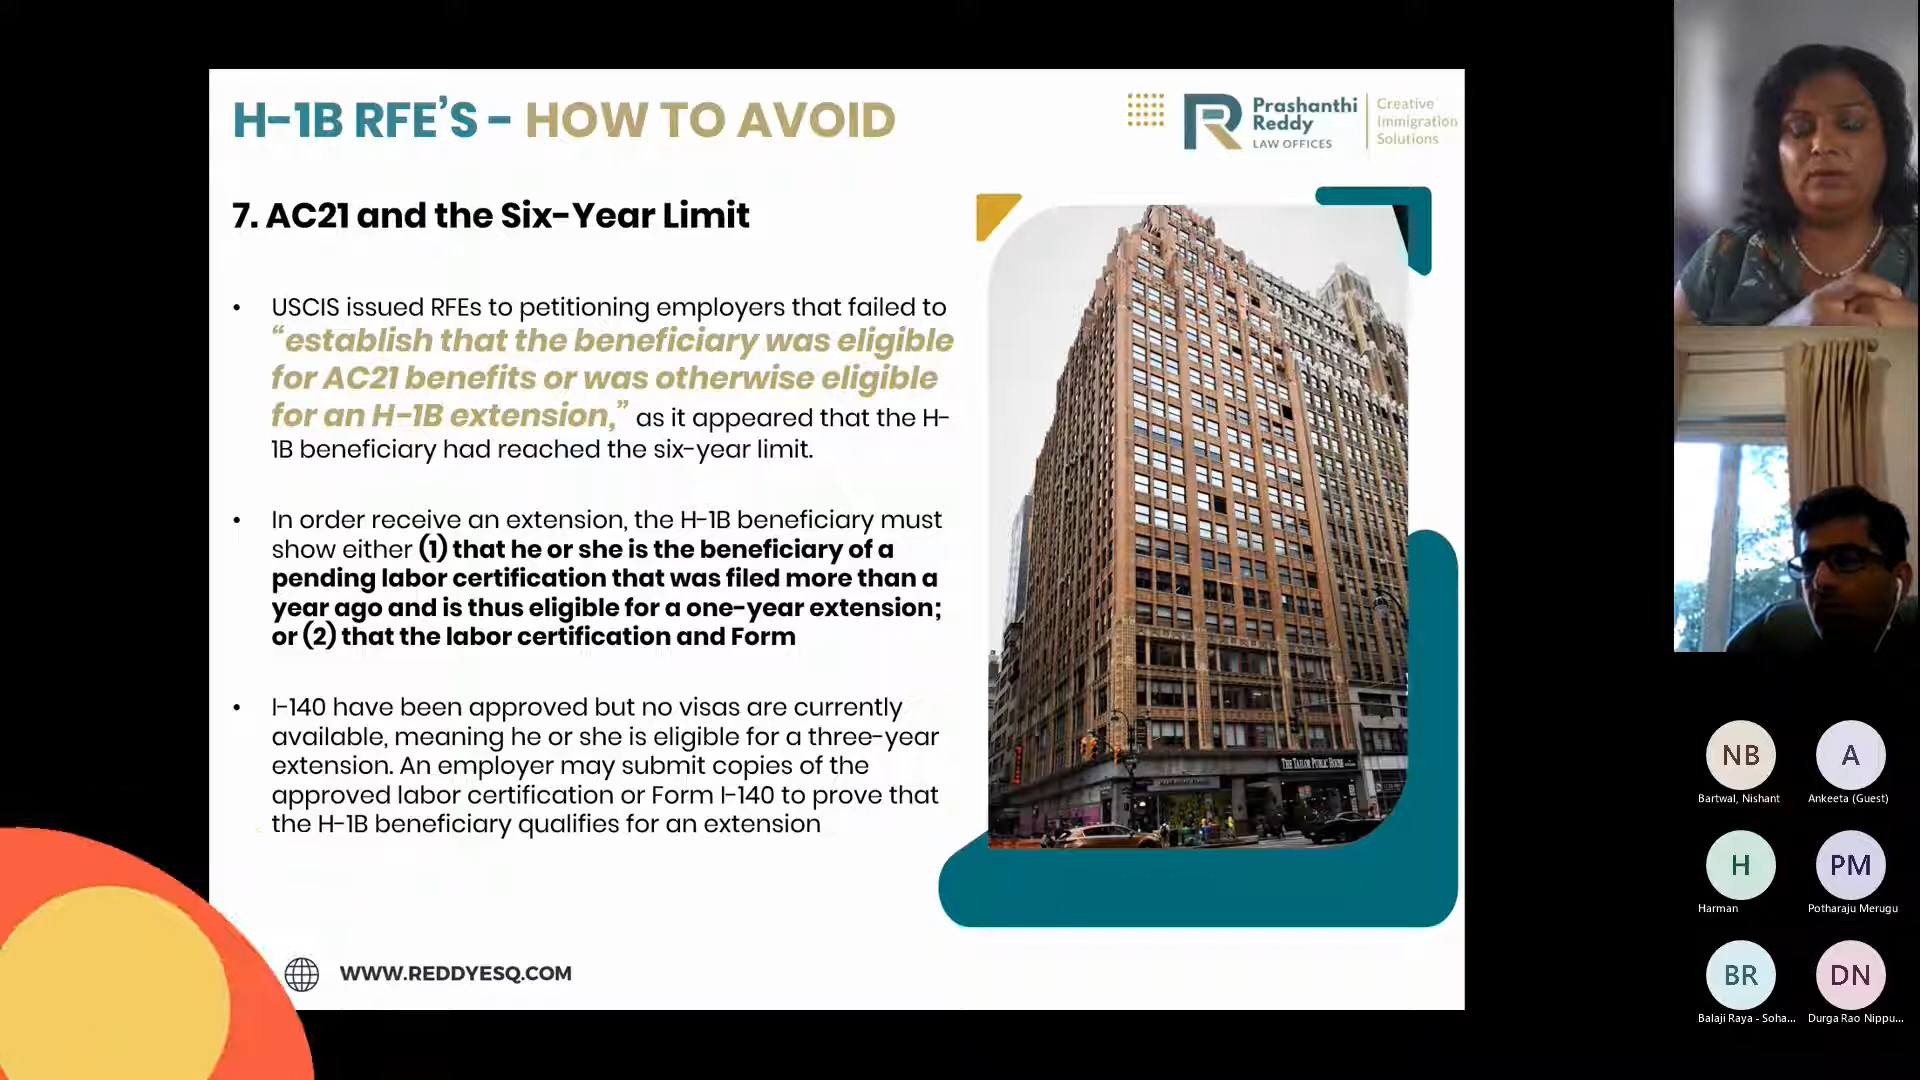 H-1B RFE’S - HOW TO AVOID
Prashanthi
Reddy
LAW OFFICES
Creative
Immigration
Solutions
7. AC21 and the Six-Year Limit
• USCIS issued RFEs to petitioning employers that failed to
“establish that the beneficiary was eligible
for AC21 benefits or was otherwise eligible
for an H-1B extension,” as it appeared that the H-
1B beneficiary had reached the six-year limit.
• In order receive an extension, the H-1B beneficiary must
show either (1) that he or she is the beneficiary of a
pending labor certification that was filed more than a
year ago and is thus eligible for a one-year extension;
or (2) that the labor certification and Form
• I-140 have been approved but no visas are currently
available, meaning he or she is eligible for a three-year
extension. An employer may submit copies of the
approved labor certification or Form I-140 to prove that
the H-1B beneficiary qualifies for an extension
THE TAILOR PUBLIC HOUSE
WWW.REDDYESQ.COM
NB
Bartwal, Nishant
A
Ankeeta (Guest)
H
Harman
PM
Potharaju Merugu
BR
Balaji Raya - Soha...
DN
Durga Rao Nippu...